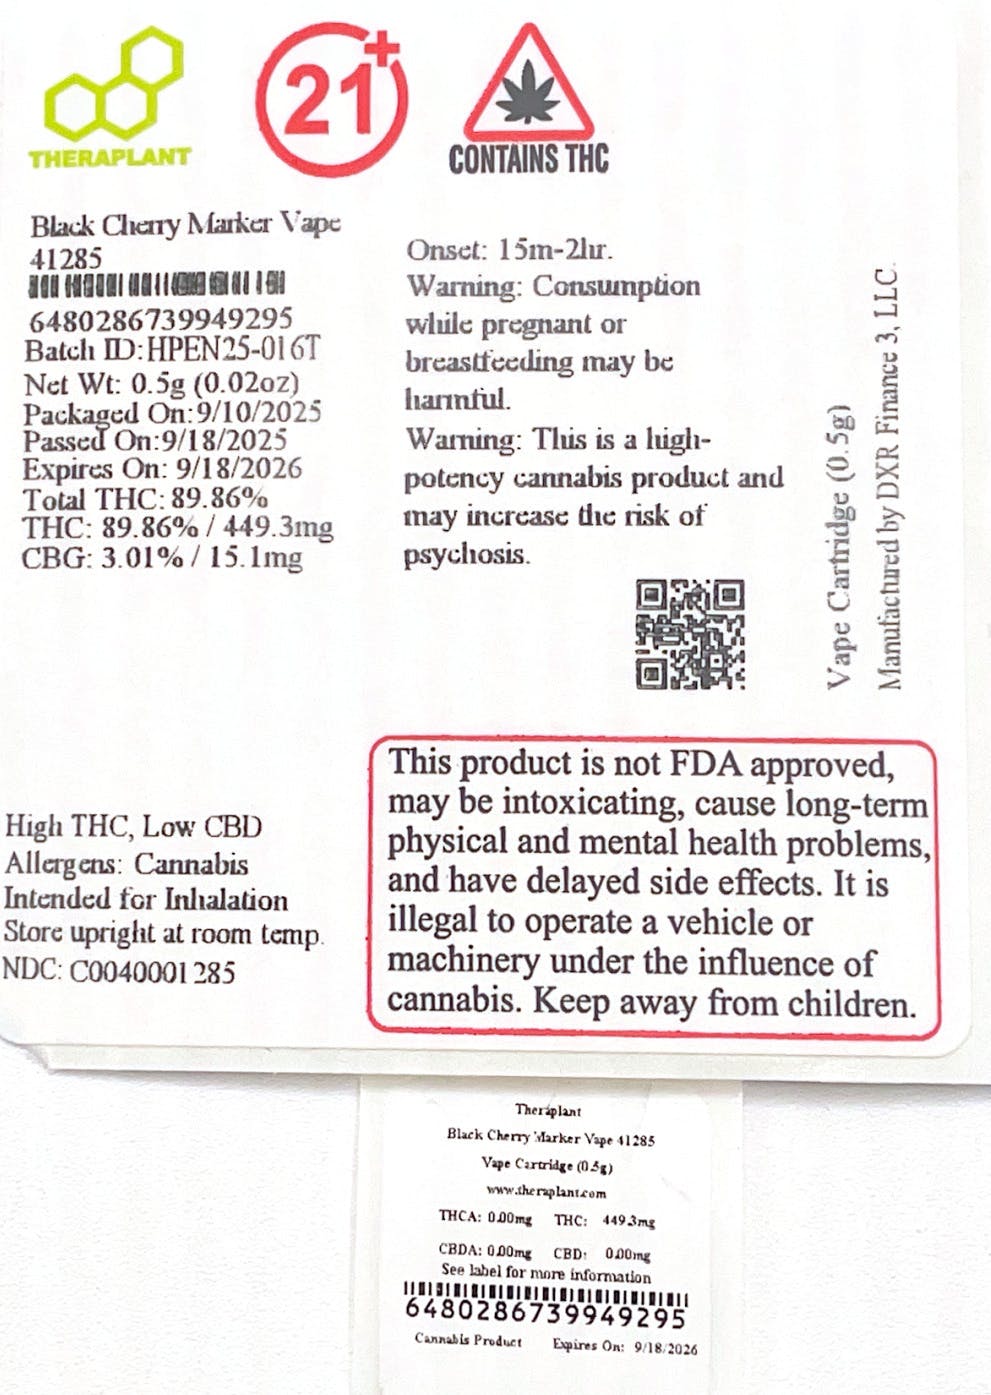 THERAPLANT
21+
CONTAINS THC
Black Cherry Marker Vape
41285
6480286739949295
Batch ID:HPEN25-016T
Net Wt: 0.5g (0.02oz)
Packaged On:9/10/2025
Passed On:9/18/2025
Expires On: 9/18/2026
Total THC: 89.86%
THC: 89.86% / 449.3mg
CBG: 3.01% / 15.1mg
Onset: 15m-2hr.
Warning: Consumption
while pregnant or
breastfeeding may be
harmful.
Warning: This is a high-
potency cannabis product and
may increase the risk of
psychosis.
Vape Cartridge (0.5g)
Manufactured by DXR Finance 3, LLC.
High THC, Low CBD
Allergens: Cannabis
Intended for Inhalation
Store upright at room temp.
NDC: C0040001285
This product is not FDA approved,
may be intoxicating, cause long-term
physical and mental health problems,
and have delayed side effects. It is
illegal to operate a vehicle or
machinery under the influence of
cannabis. Keep away from children.
Theraplant
Black Cherry Marker Vape 41285
Vape Cartridge (0.5g)
www.theraplant.com
THCA: 0.00mg THC: 449.3mg
CBDA: 0.00mg CBD: 0.00mg
See label for more information
6480286739949295
Cannabis Product Expires On: 9/18/2026